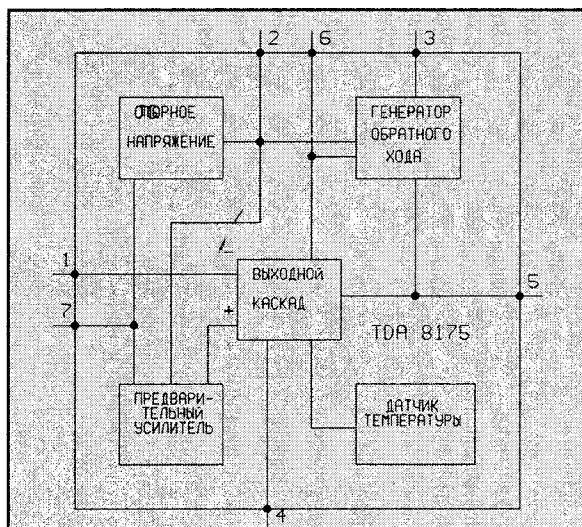 2 6 3
НАПРЯЖЕНИЕ
ГЕНЕРАТОР
ОБРАТНОГО
ХОДА
1
ВЫХОДНОЙ
КАСКАД
-
+
5
7
TDA 8175
ПРЕДВАРИ-
ТЕЛЬНЫЙ
УСИЛИТЕЛЬ
ДАТЧИК
ТЕМПЕРАТУРЫ
4